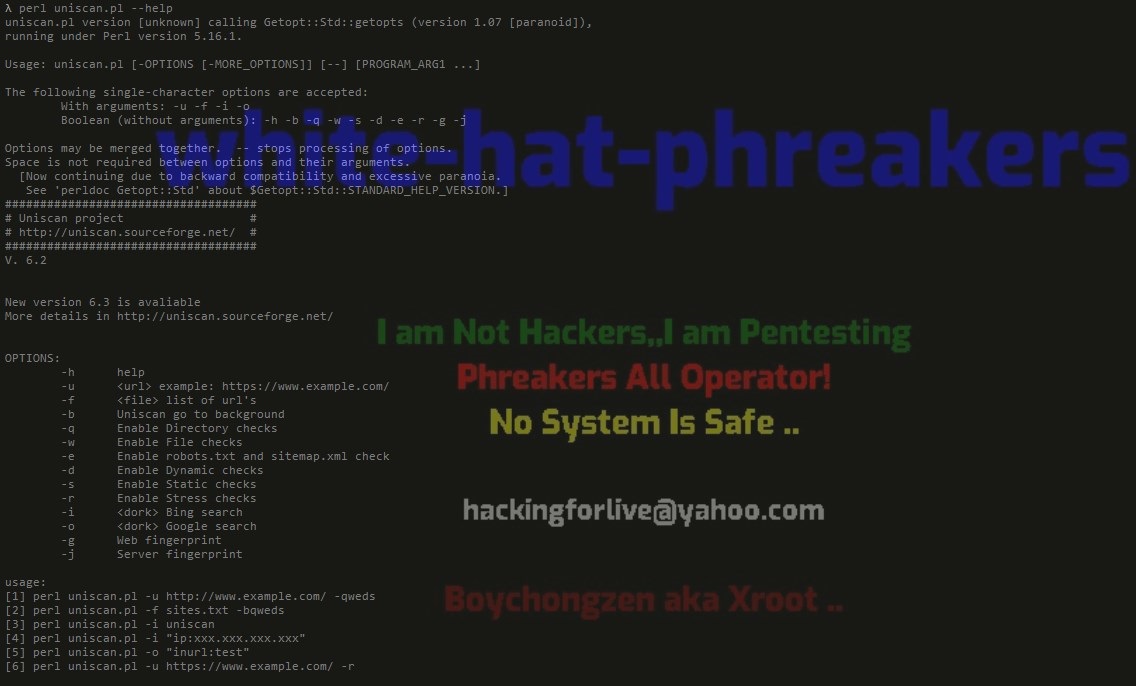 λ perl uniscan.pl --help
uniscan.pl version [unknown] calling Getopt::Std::getopts (version 1.07 [paranoid]),
running under Perl version 5.16.1.
Usage: uniscan.pl [-OPTIONS [-MORE_OPTIONS]] [--] [PROGRAM_ARG1 ...]
The following single-character options are accepted:
With arguments: -u -f -i -o
Boolean (without arguments): -h -b -q -w -s -d -e -r -g -j
white-hat-phreakers
Options may be merged together. -- stops processing of options.
Space is not required between options and their arguments.
[Now continuing due to backward compatibility and excessive paranoia.
See 'perldoc Getopt::Std' about $Getopt::Std::STANDARD_HELP_VERSION.]
####################################
# Uniscan project #
# http://uniscan.sourceforge.net/ #
####################################
V. 6.2
New version 6.3 is avaliable
More details in http://uniscan.sourceforge.net/
I am Not Hackers,,I am Pentesting
Phreakers All Operator!
No System Is Safe ..
hackingforlive@yahoo.com
Boychongzen aka Xroot ..
OPTIONS:
-h help
-u <url> example: https://www.example.com/
-f <file> list of url's
-b Uniscan go to background
-q Enable Directory checks
-w Enable File checks
-e Enable robots.txt and sitemap.xml check
-d Enable Dynamic checks
-s Enable Static checks
-r Enable Stress checks
-i <dork> Bing search
-o <dork> Google search
-g Web fingerprint
-j Server fingerprint
usage:
[1] perl uniscan.pl -u http://www.example.com/ -qweds
[2] perl uniscan.pl -f sites.txt -bqweds
[3] perl uniscan.pl -i uniscan
[4] perl uniscan.pl -i "ip:xxx.xxx.xxx.xxx"
[5] perl uniscan.pl -o "inurl:test"
[6] perl uniscan.pl -u https://www.example.com/ -r